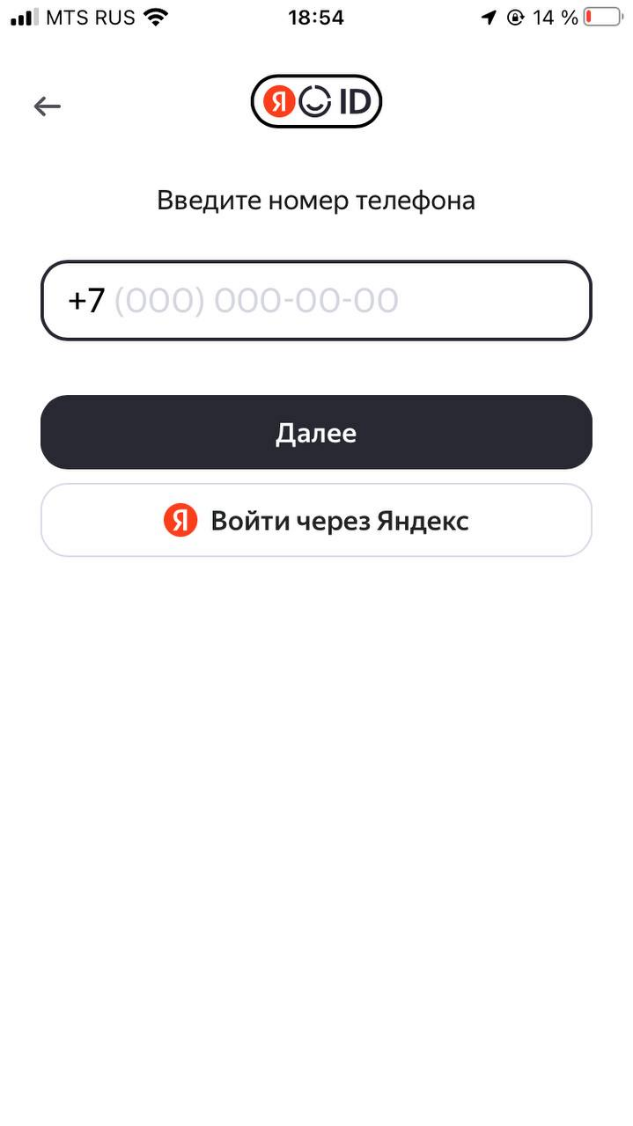 MTS RUS 18:54 14 %
Я ID
Введите номер телефона
+7 (000) 000-00-00
Далее
Я Войти через Яндекс